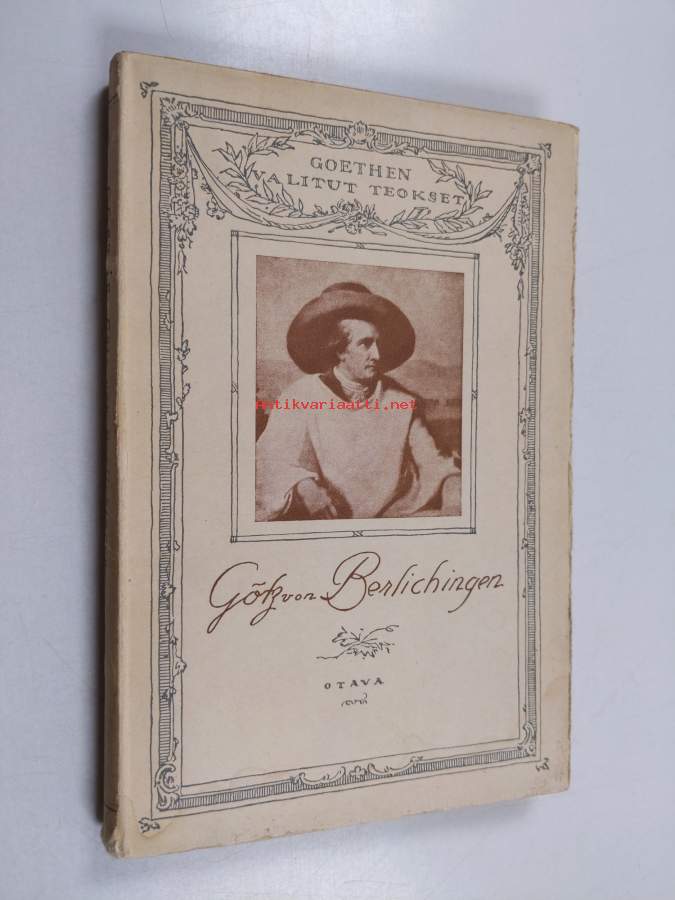 GOETHEN
VALITUT TEOKSET
Antikvariaatti.net
Götz von Berlichingen
OTAVA